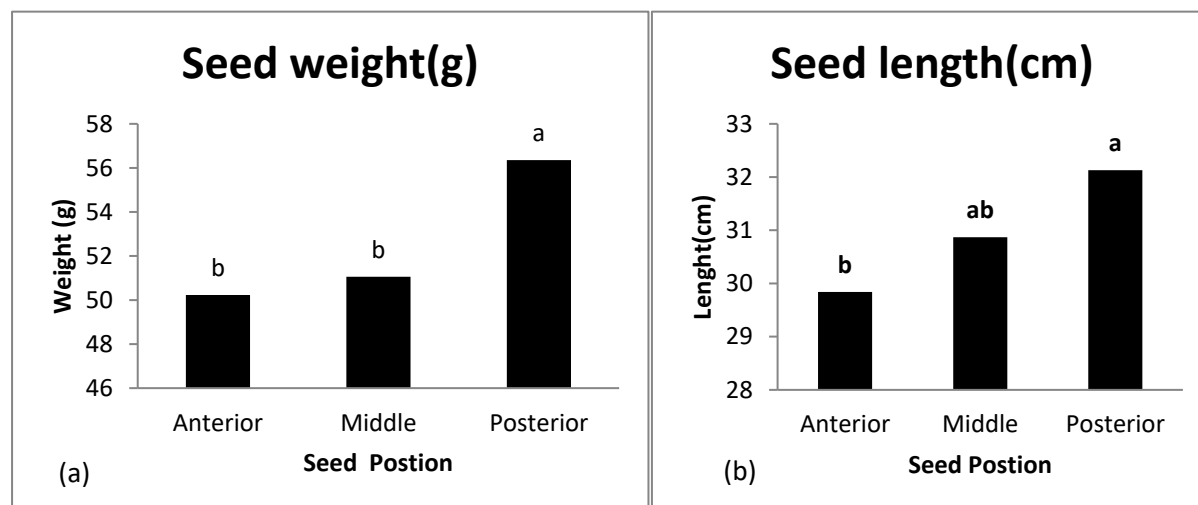 Seed weight(g)
58
56
54
52
50
48
46
Weight (g)
a
b
b
Anterior Middle Posterior
Seed Postion
(a)
Seed length(cm)
33
32
31
30
29
28
Lenght(cm)
a
ab
b
Anterior Middle Posterior
Seed Postion
(b)